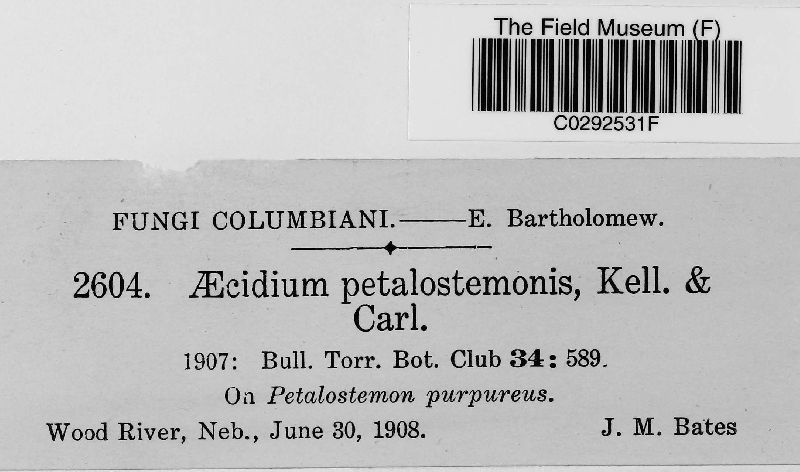 The Field Museum (F)
C0292531F
FUNGI COLUMBIANI.——E. Bartholomew.
2604. Æcidium petalostemonis, Kell. &
Carl.
1907: Bull. Torr. Bot. Club 34: 589.
On Petalostemon purpureus.
Wood River, Neb., June 30, 1908. J. M. Bates